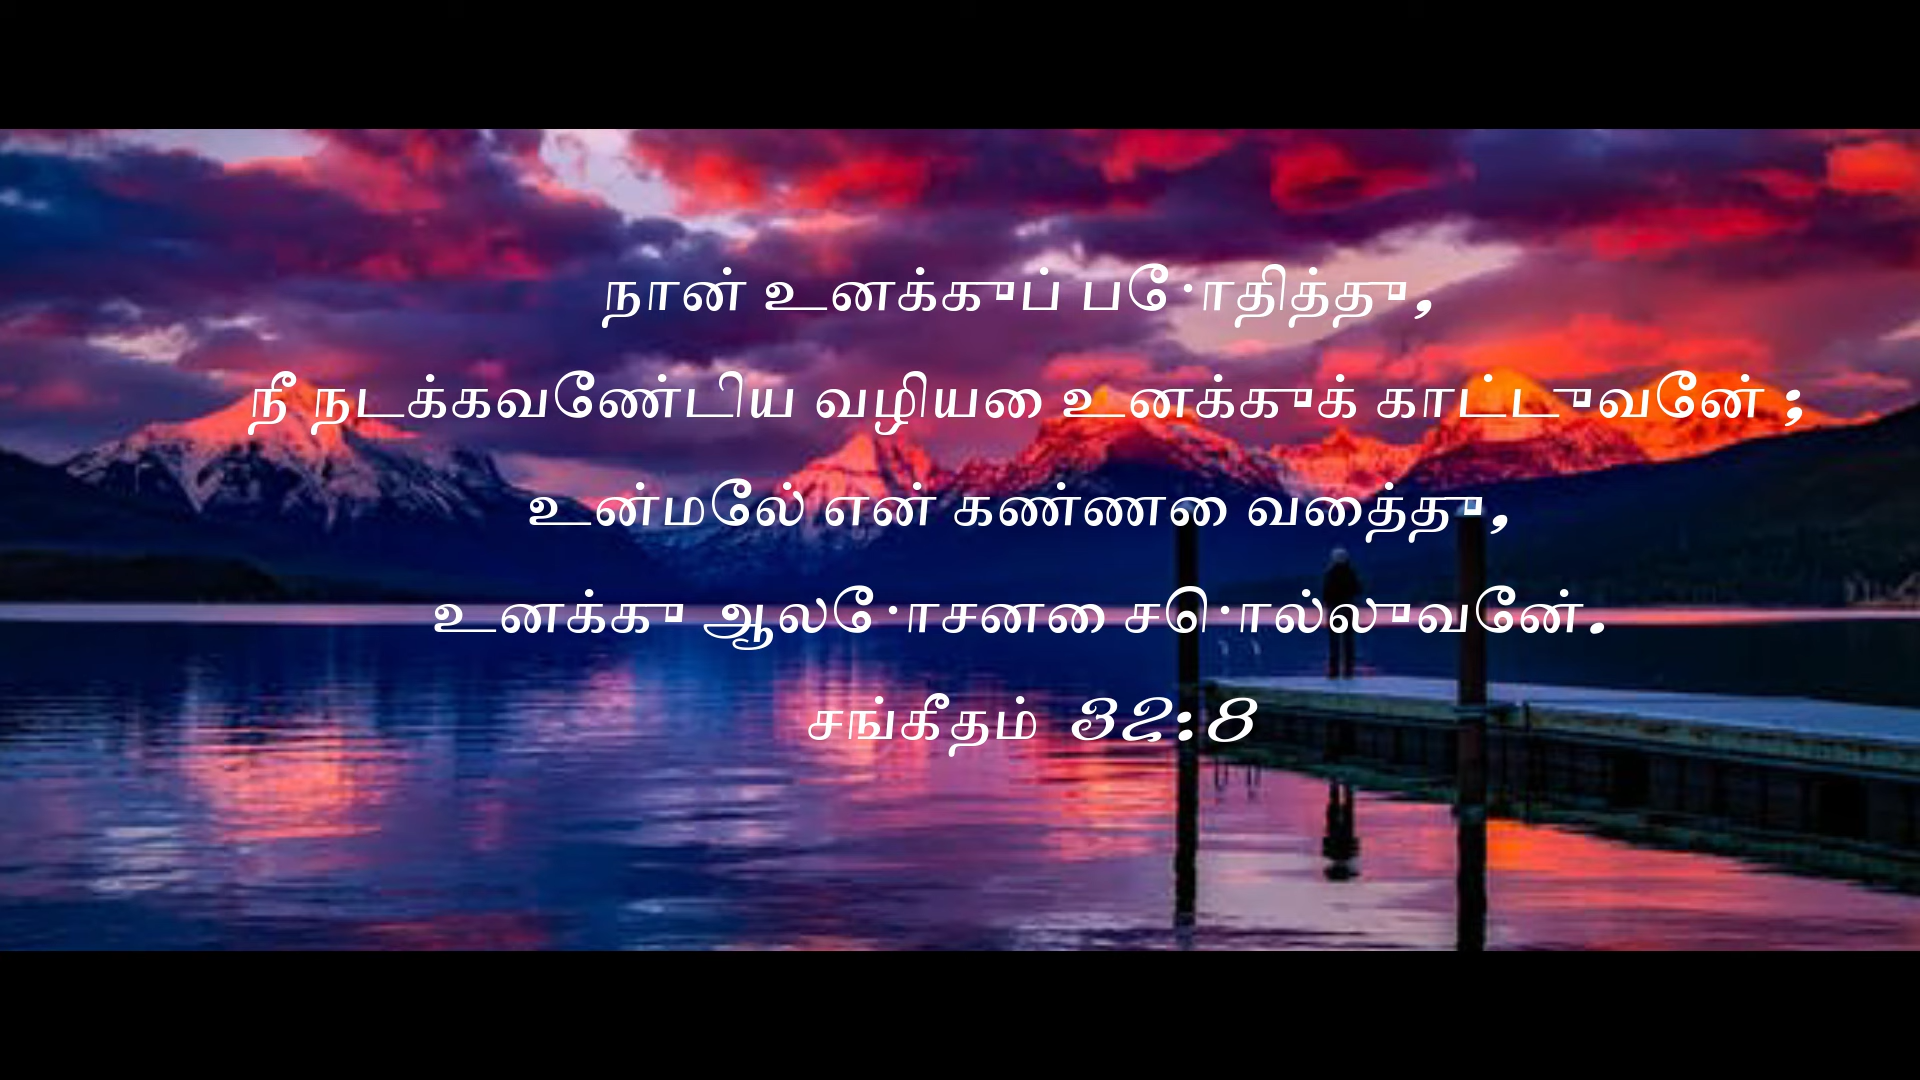 நான் உனக்குப் போதித்து,
நீ நடக்கவேண்டிய வழியை உனக்குக் காட்டுவேன் ;
உன்மேல் என் கண்ணை வைத்து,
உனக்கு ஆலோசனை சொல்லுவேன்.
சங்கீதம் 32:8